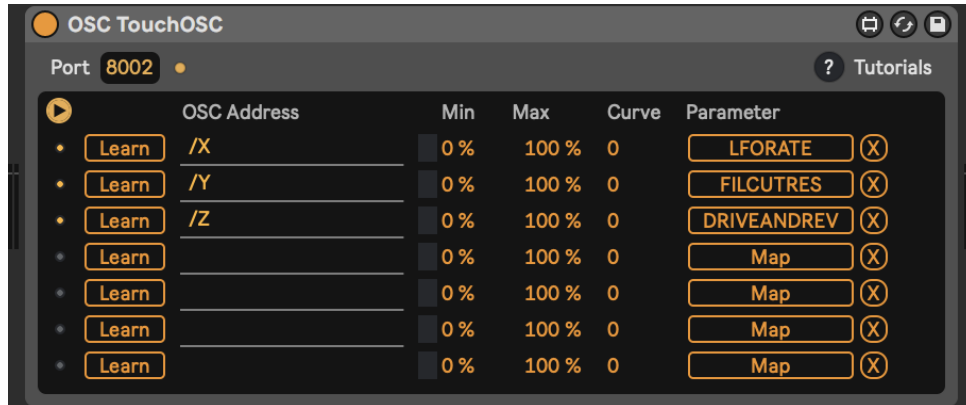 OSC TouchOSC
Port 8002 ? Tutorials
OSC Address Min Max Curve Parameter
Learn /X 0 % 100 % 0 LFORATE X
Learn /Y 0 % 100 % 0 FILCUTRES X
Learn /Z 0 % 100 % 0 DRIVEANDREV X
Learn 0 % 100 % 0 Map X
Learn 0 % 100 % 0 Map X
Learn 0 % 100 % 0 Map X
Learn 0 % 100 % 0 Map X